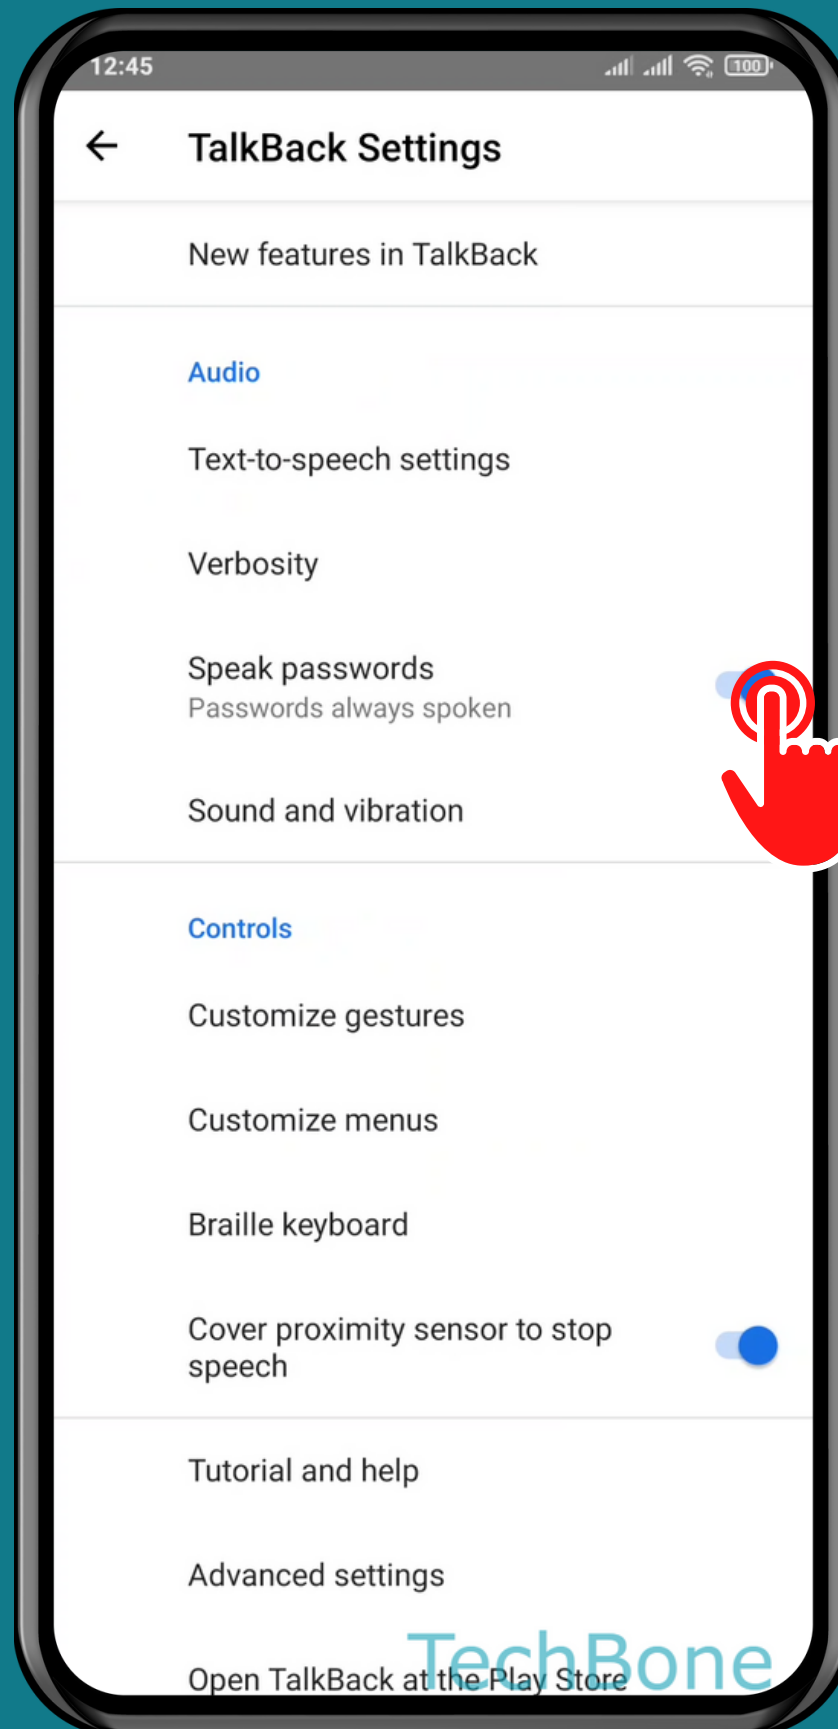 12:45
100
TalkBack Settings
New features in TalkBack
Audio
Text-to-speech settings
Verbosity
Speak passwords
Passwords always spoken
Sound and vibration
Controls
Customize gestures
Customize menus
Braille keyboard
Cover proximity sensor to stop
speech
Tutorial and help
Advanced settings
Open TalkBack at the Play Store
TechBone